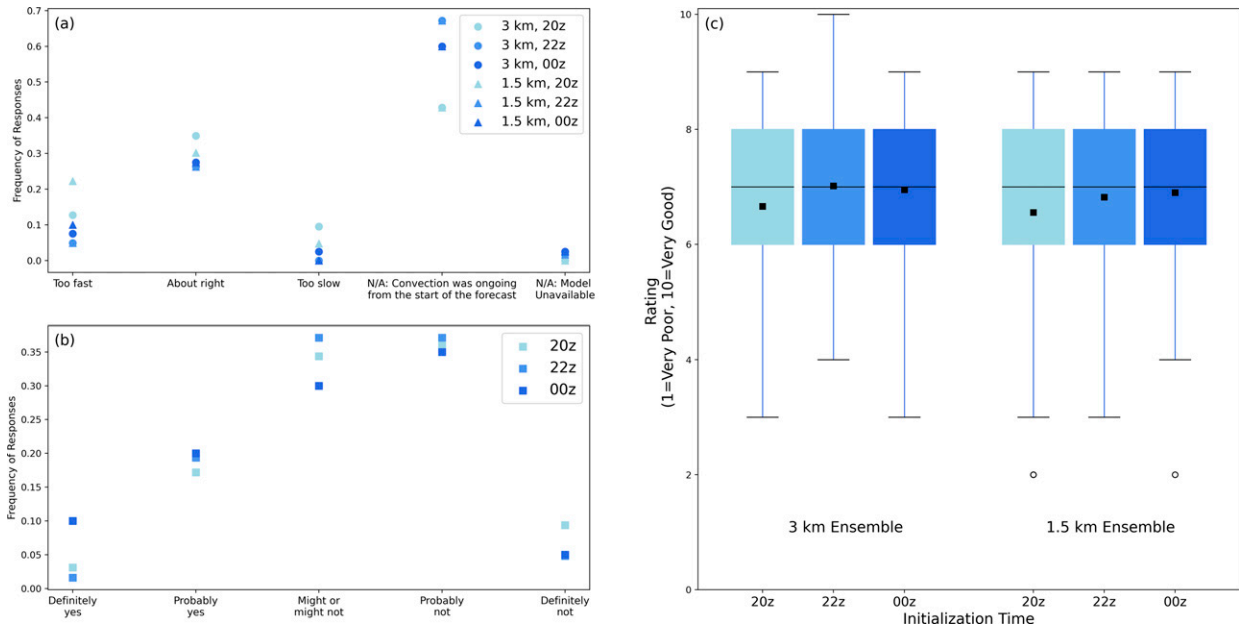 (a)
Frequency of Responses
0.7
0.6
0.5
0.4
0.3
0.2
0.1
0.0
3 km, 20z
3 km, 22z
3 km, 00z
1.5 km, 20z
1.5 km, 22z
1.5 km, 00z
Too fast
About right
Too slow
N/A: Convection was ongoing
from the start of the forecast
N/A: Model
Unavailable
(b)
Frequency of Responses
0.35
0.30
0.25
0.20
0.15
0.10
0.05
0.00
20z
22z
00z
Definitely
yes
Probably
yes
Might or
might not
Probably
not
Definitely
not
(c)
Rating
(1=Very Poor, 10=Very Good)
10
8
6
4
2
0
3 km Ensemble
1.5 km Ensemble
20z
22z
00z
20z
22z
00z
Initialization Time